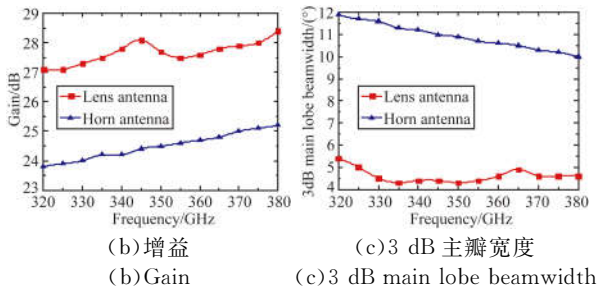 29
28
27
26
25
24
23
Gain/dB
Lens antenna
Horn antenna
320 330 340 350 360 370 380
Frequency/GHz
(b)增益
(b)Gain
12
11
10
9
8
7
6
5
4
3dB main lobe beamwidth/(°)
Lens antenna
Horn antenna
320 330 340 350 360 370 380
Frequency/GHz
(c)3 dB 主瓣宽度
(c)3 dB main lobe beamwidth